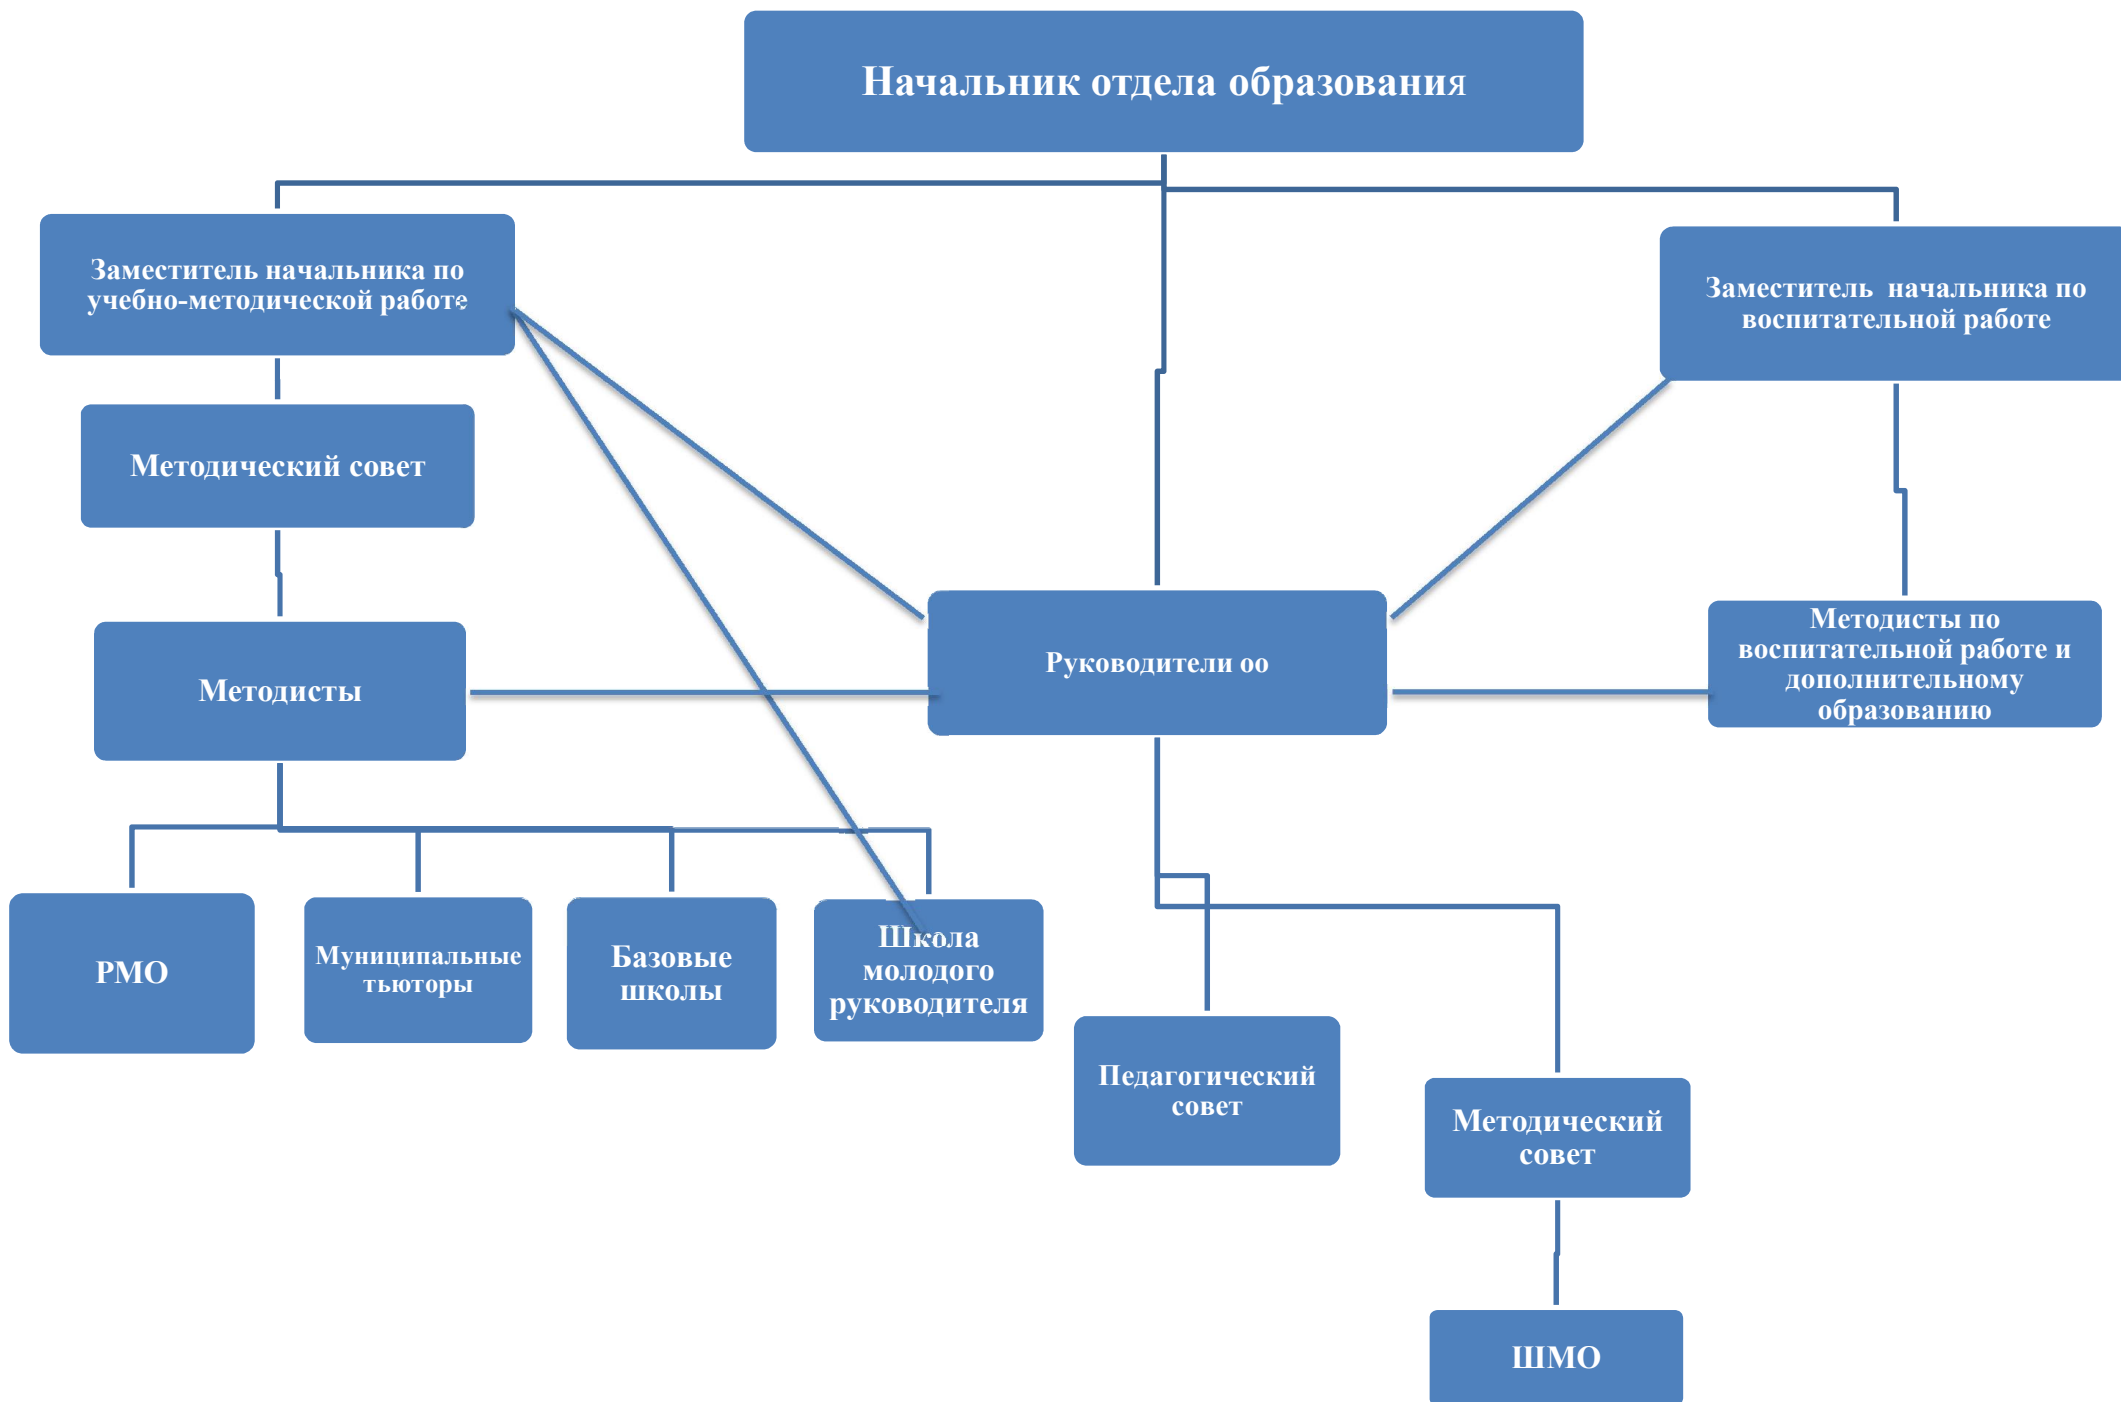 Начальник отдела образования
Заместитель начальника по
учебно-методической работе
Заместитель  начальника по
воспитательной работе
Методический совет
Методисты
Руководители оо
Методисты по
воспитательной работе и
дополнительному
образованию
РМО
Муниципальные
тьюторы
Базовые
школы
Школа
молодого
руководителя
Педагогический
совет
Методический
совет
ШМО